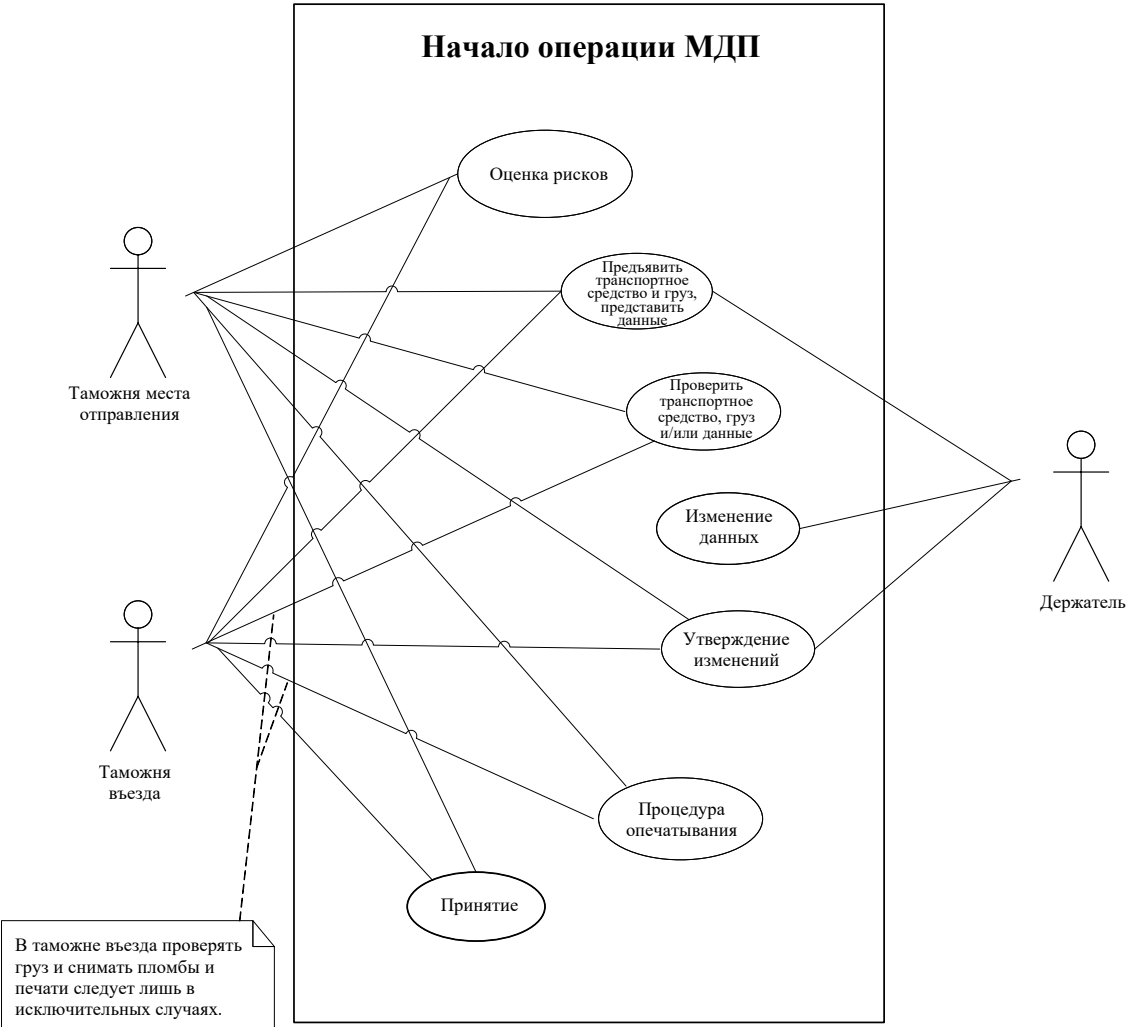 Начало операции МДП
Оценка рисков
Предъявить
транспортное
средство и груз,
представить
данные
Таможня места
отправления
Проверить
транспортное
средство, груз
и/или данные
Изменение
данных
Держатель
Утверждение
изменений
Таможня
въезда
Процедура
опечатывания
Принятие
В таможне въезда проверять
груз и снимать пломбы и
печати следует лишь в
исключительных случаях.